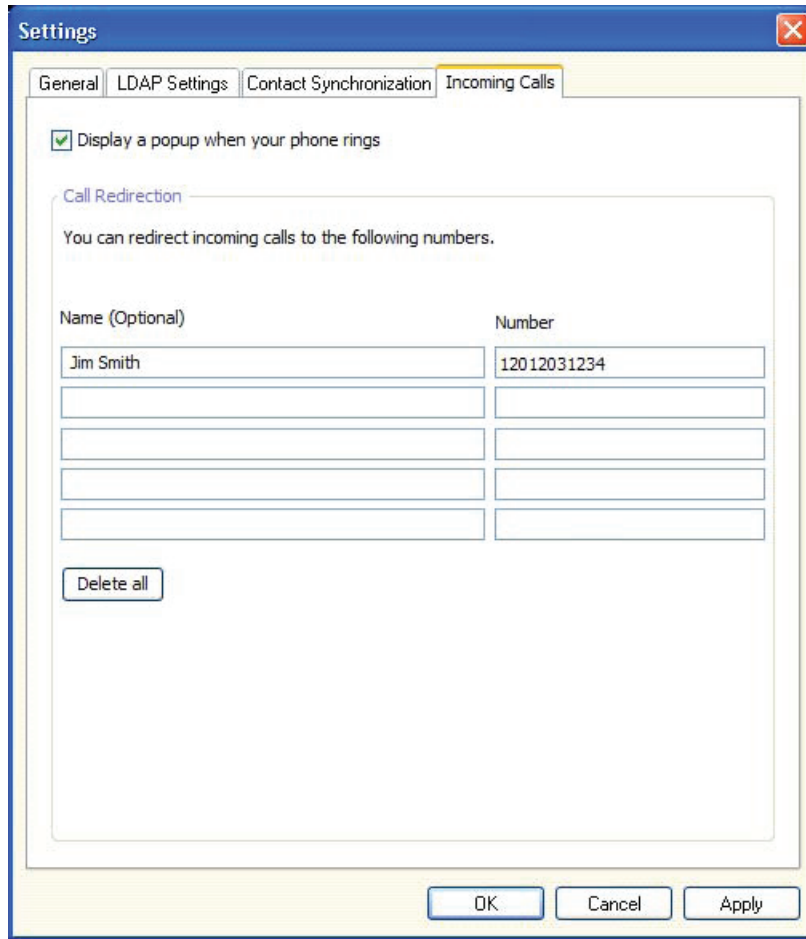 Settings
General LDAP Settings Contact Synchronization Incoming Calls
Display a popup when your phone rings
Call Redirection
You can redirect incoming calls to the following numbers.
Name (Optional) Number
Jim Smith 12012031234
Delete all
OK Cancel Apply